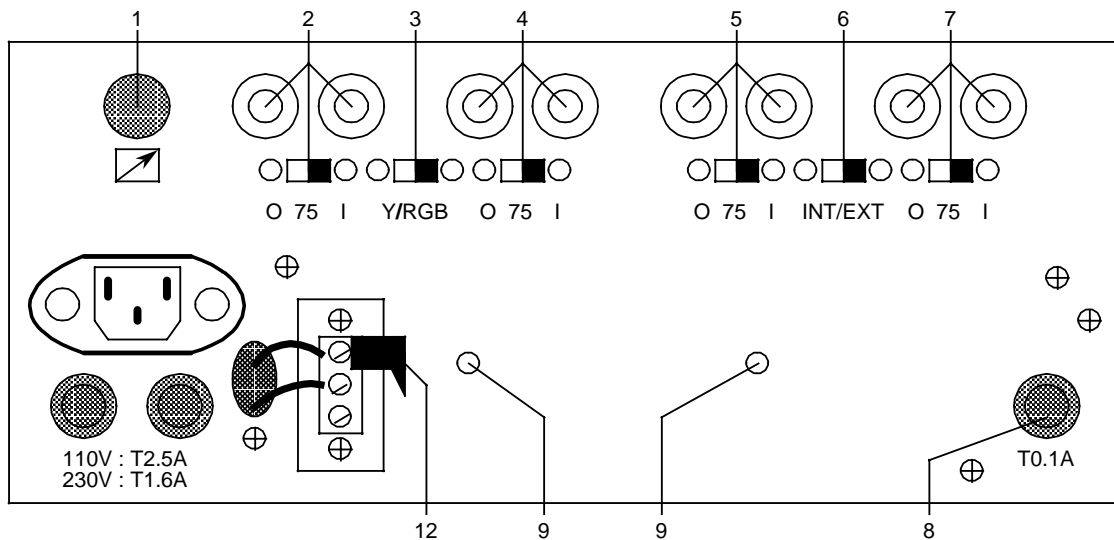 1 2 3 4 5 6 7
O 75 I Y/RGB O 75 I O 75 I INT/EXT O 75 I
110V : T2.5A
230V : T1.6A
T0.1A
12 9 9 8